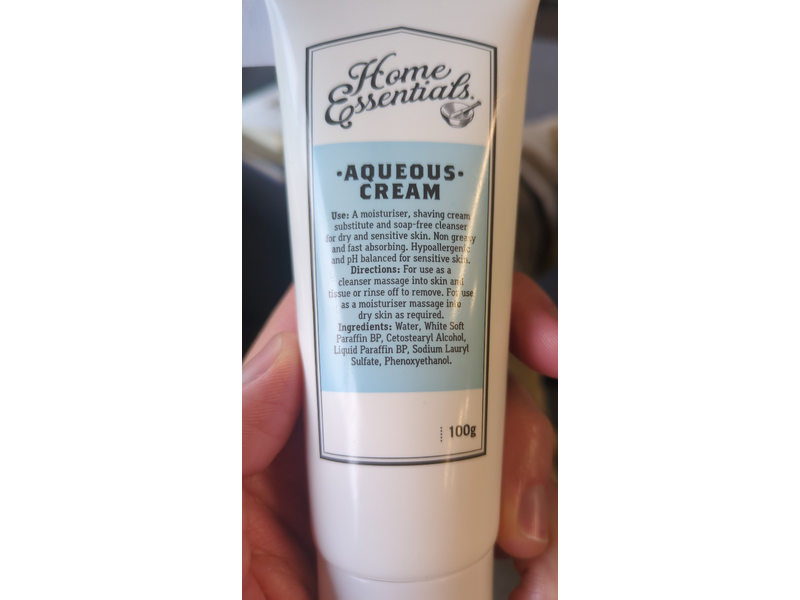 Home
Essentials.
·AQUEOUS·
CREAM
Use: A moisturiser, shaving cream
substitute and soap-free cleanser
for dry and sensitive skin. Non greasy
and fast absorbing. Hypoallergenic
and pH balanced for sensitive skin.
Directions: For use as a
cleanser massage into skin and
tissue or rinse off to remove. For use
as a moisturiser massage into
dry skin as required.
Ingredients: Water, White Soft
Paraffin BP, Cetostearyl Alcohol,
Liquid Paraffin BP, Sodium Lauryl
Sulfate, Phenoxyethanol.
100g